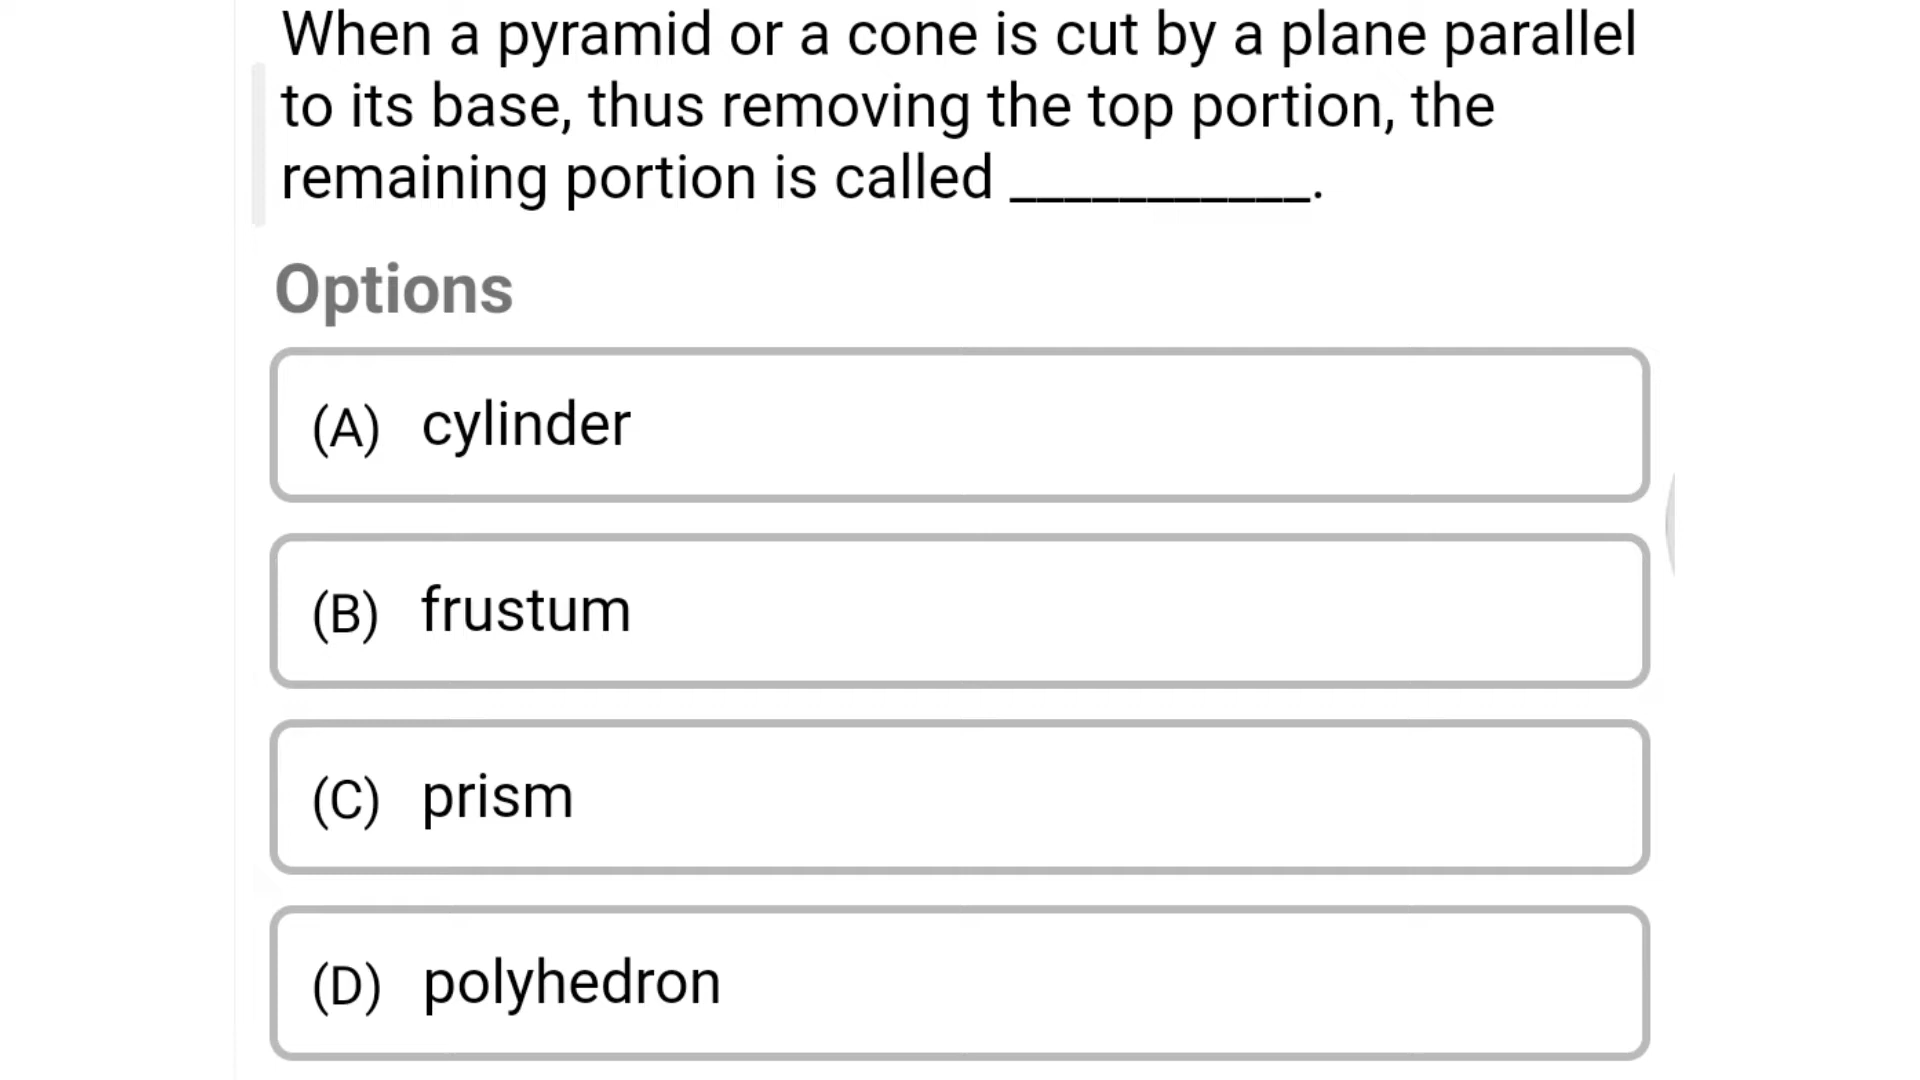 When a pyramid or a cone is cut by a plane parallel
to its base, thus removing the top portion, the
remaining portion is called ___________.
Options
(A) cylinder
(B) frustum
(C) prism
(D) polyhedron